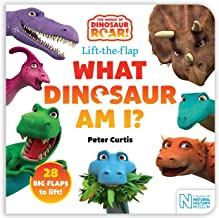 THE WORLD OF
DINOSAUR
ROAR!
Lift-the-flap
WHAT
DINOSAUR
AM I?
Peter Curtis
28
BIG FLAPS
to lift!
NATURAL
HISTORY
MUSEUM